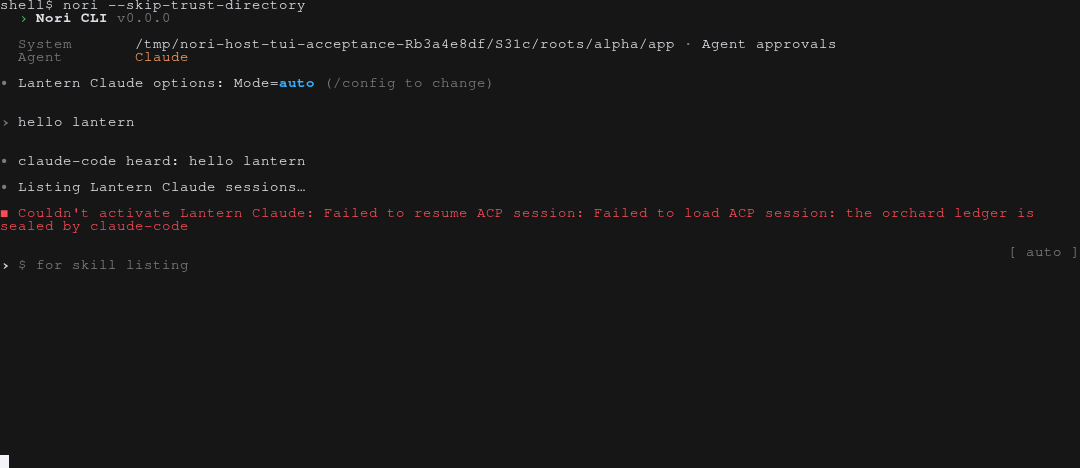 shell$ nori --skip-trust-directory
› Nori CLI v0.0.0
System /tmp/nori-host-tui-acceptance-Rb3a4e8df/S31c/roots/alpha/app · Agent approvals
Agent Claude
• Lantern Claude options: Mode=auto (/config to change)
› hello lantern
• claude-code heard: hello lantern
• Listing Lantern Claude sessions…
■ Couldn't activate Lantern Claude: Failed to resume ACP session: Failed to load ACP session: the orchard ledger is
sealed by claude-code
[ auto ]
› $ for skill listing